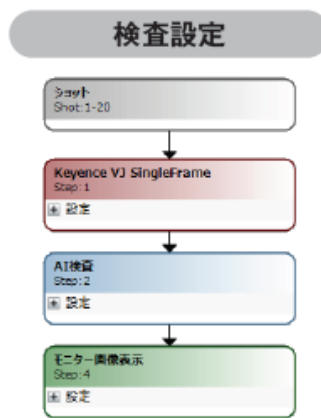 検査設定
ショット
Shot:1-20
Keyence VJ SingleFrame
Step:1
設定
AI検査
Step:2
設定
モニター画像表示
Step:4
設定